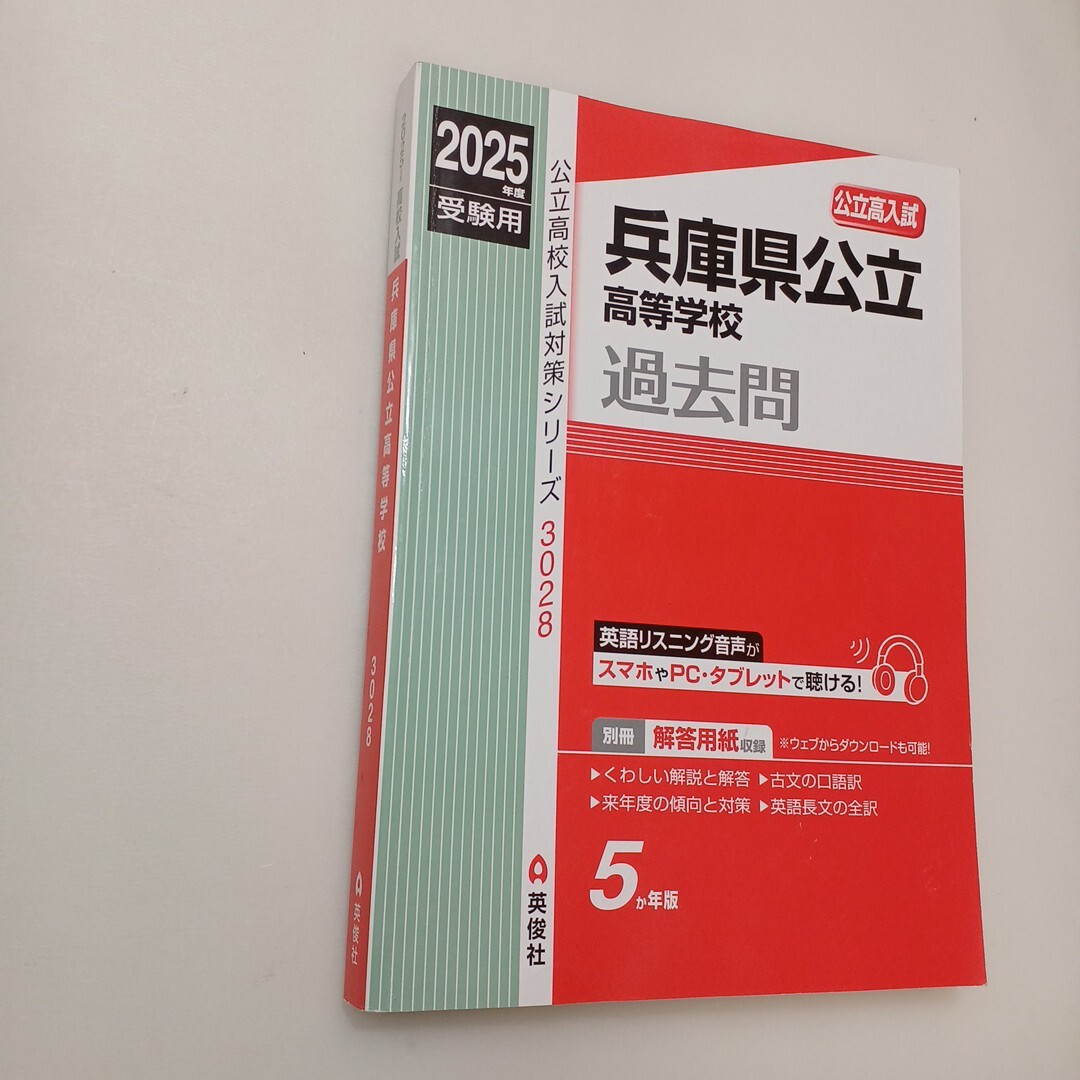 2025
年度
受験用
公立高校入試対策シリーズ 3028
英俊社
公立高入試
兵庫県公立
高等学校
過去問
英語リスニング音声が
スマホやPC・タブレットで聴ける!
別冊 解答用紙収録 ※ウェブからダウンロードも可能!
▶くわしい解説と解答 ▶古文の口語訳
▶来年度の傾向と対策 ▶英語長文の全訳
5か年版
高校入試
兵庫県公立高等学校
3028
英俊社